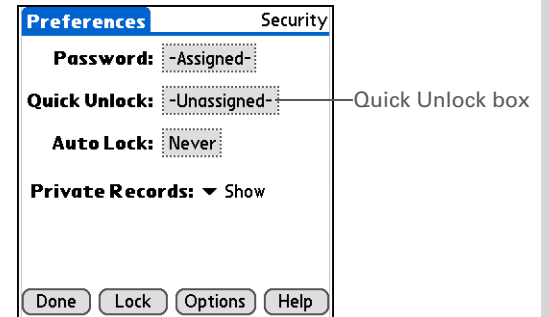 Preferences Security
Password: -Assigned-
Quick Unlock: -Unassigned- Quick Unlock box
Auto Lock: Never
Private Records: Show
Done Lock Options Help